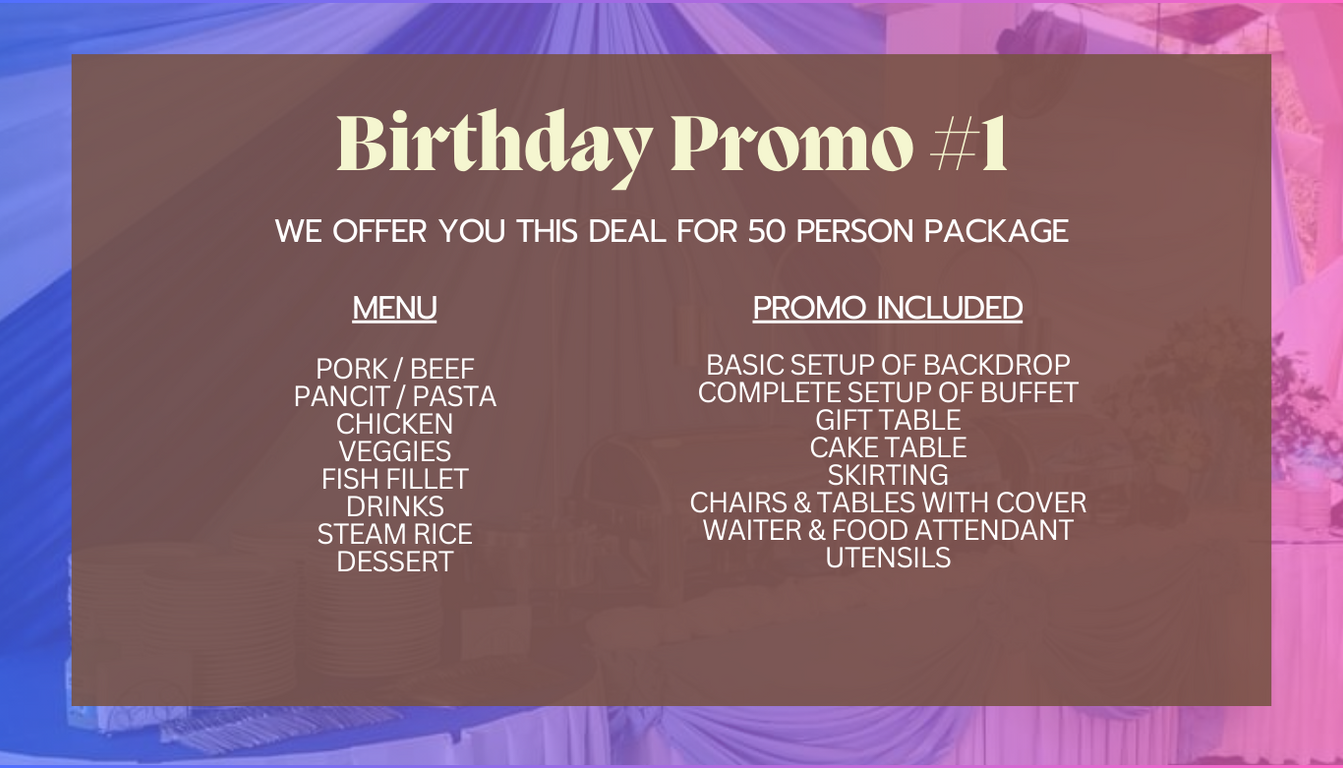 Birthday Promo #1
WE OFFER YOU THIS DEAL FOR 50 PERSON PACKAGE
MENU
PORK / BEEF
PANCIT / PASTA
CHICKEN
VEGGIES
FISH FILLET
DRINKS
STEAM RICE
DESSERT
PROMO INCLUDED
BASIC SETUP OF BACKDROP
COMPLETE SETUP OF BUFFET
GIFT TABLE
CAKE TABLE
SKIRTING
CHAIRS & TABLES WITH COVER
WAITER & FOOD ATTENDANT
UTENSILS